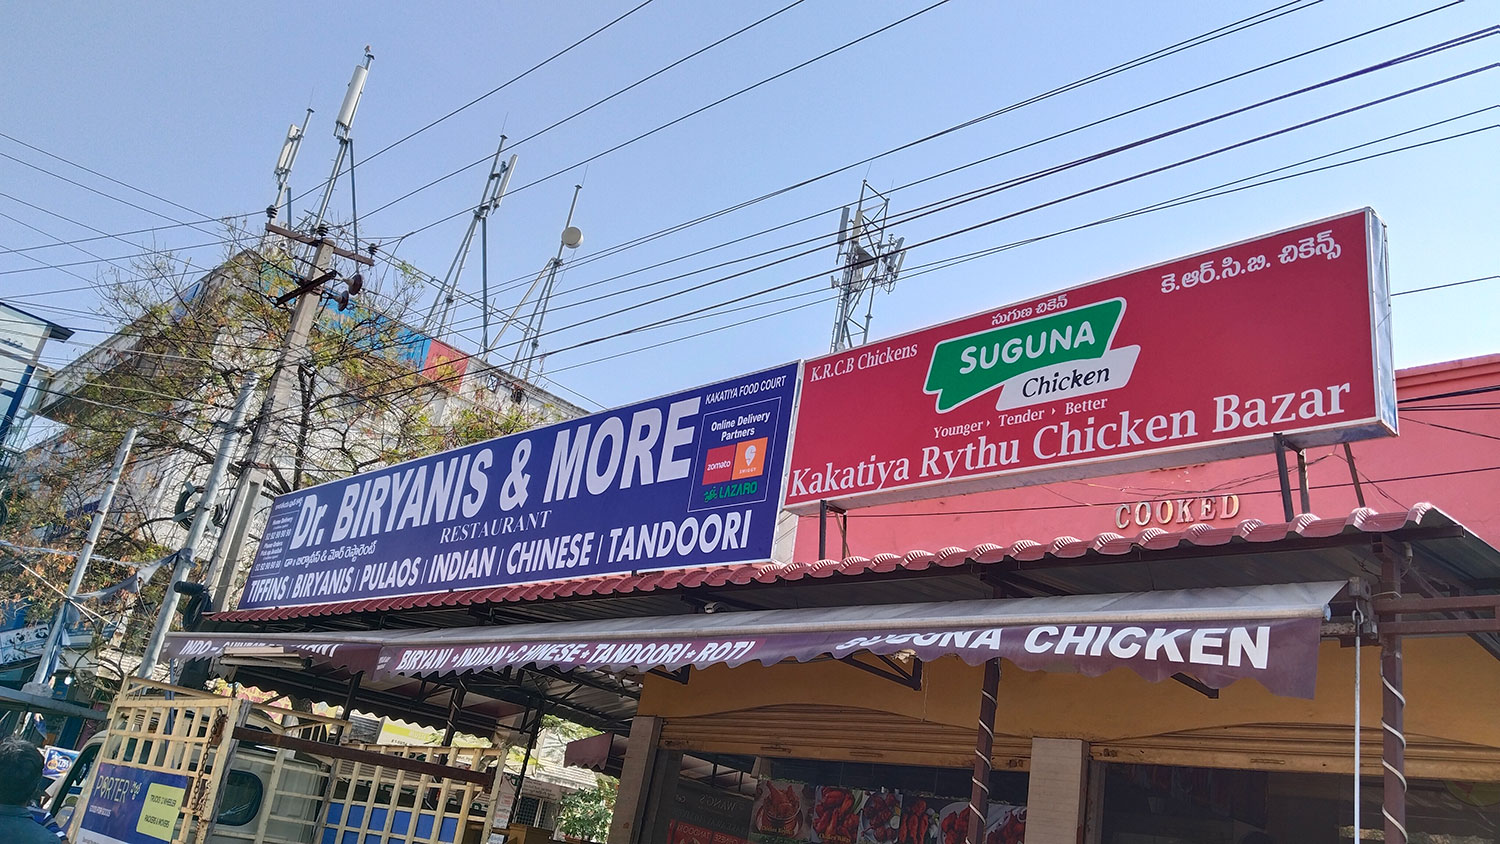 KAKATIYA FOOD COURT
Dr. BIRYANIS & MORE
RESTAURANT
డా. బిర్యానీస్ & మోర్ రెస్టారెంట్
TIFFINS | BIRYANIS | PULAOS | INDIAN | CHINESE | TANDOORI
Online Delivery
Partners
zomato
SWIGGY
LAZARO
కె.ఆర్.సి.బి. చికెన్స్
K.R.C.B Chickens
సుగుణ చికెన్
SUGUNA
Chicken
Younger Tender Better
Kakatiya Rythu Chicken Bazar
COOKED
BIRYANI INDIAN CHINESE TANDOORI ROTI
SUGUNA CHICKEN
PORTER